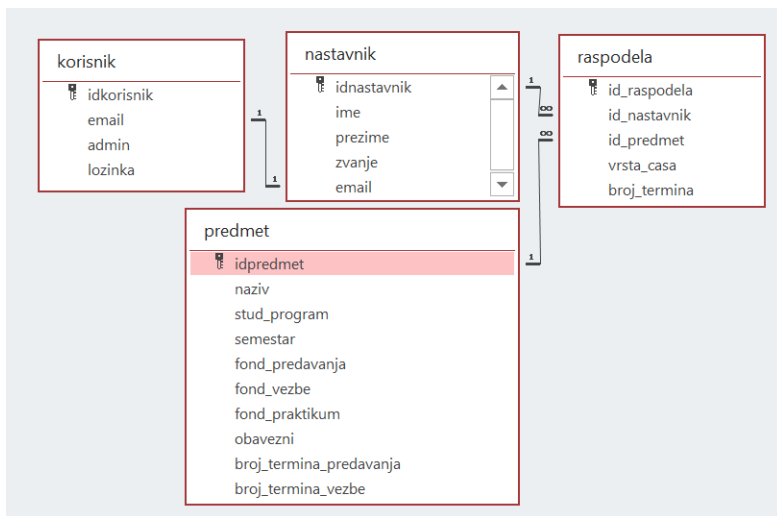 korisnik
idkorisnik
email
admin
lozinka
1
1
nastavnik
idnastavnik
ime
prezime
zvanje
email
1
∞
∞
1
raspodela
id_raspodela
id_nastavnik
id_predmet
vrsta_casa
broj_termina
predmet
idpredmet
naziv
stud_program
semestar
fond_predavanja
fond_vezbe
fond_praktikum
obavezni
broj_termina_predavanja
broj_termina_vezbe